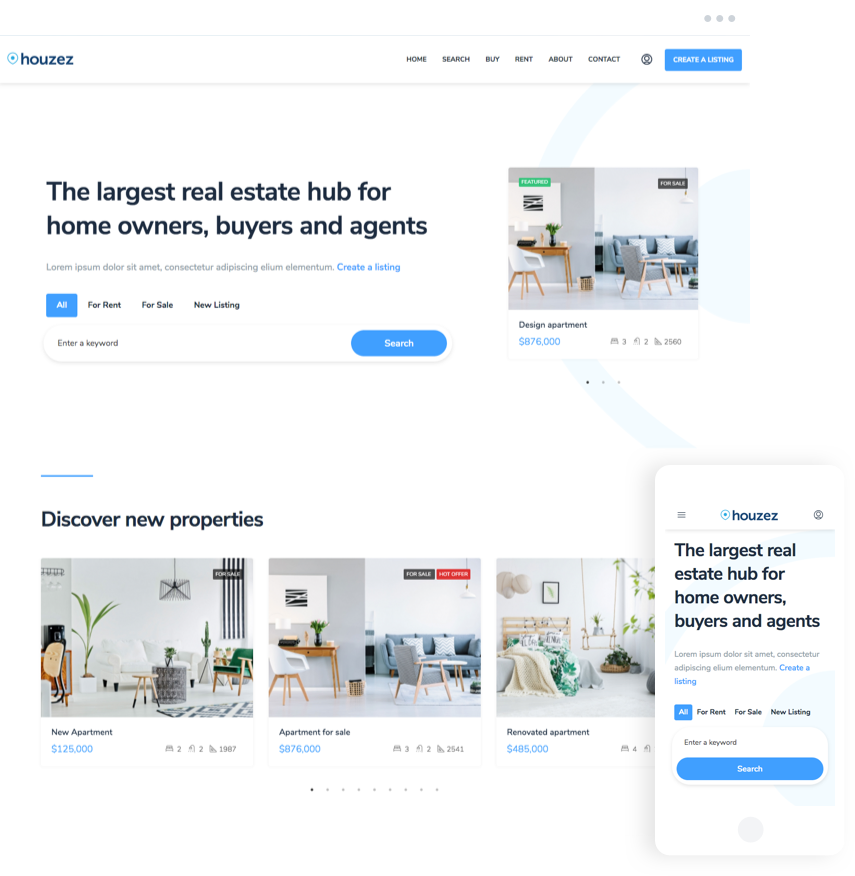 houzez
HOME SEARCH BUY RENT ABOUT CONTACT CREATE A LISTING
The largest real estate hub for
home owners, buyers and agents
Lorem ipsum dolor sit amet, consectetur adipiscing elium elementum. Create a listing
All For Rent For Sale New Listing
Enter a keyword Search
FEATURED FOR SALE
Design apartment
$876,000 3 2 2560
Discover new properties
FOR SALE
New Apartment
$125,000 2 2 1987
FOR SALE HOT OFFER
Apartment for sale
$876,000 3 2 2541
Renovated apartment
$485,000 4
houzez
The largest real
estate hub for
home owners,
buyers and agents
Lorem ipsum dolor sit amet, consectetur
adipiscing elium elementum. Create a
listing
All For Rent For Sale New Listing
Enter a keyword
Search